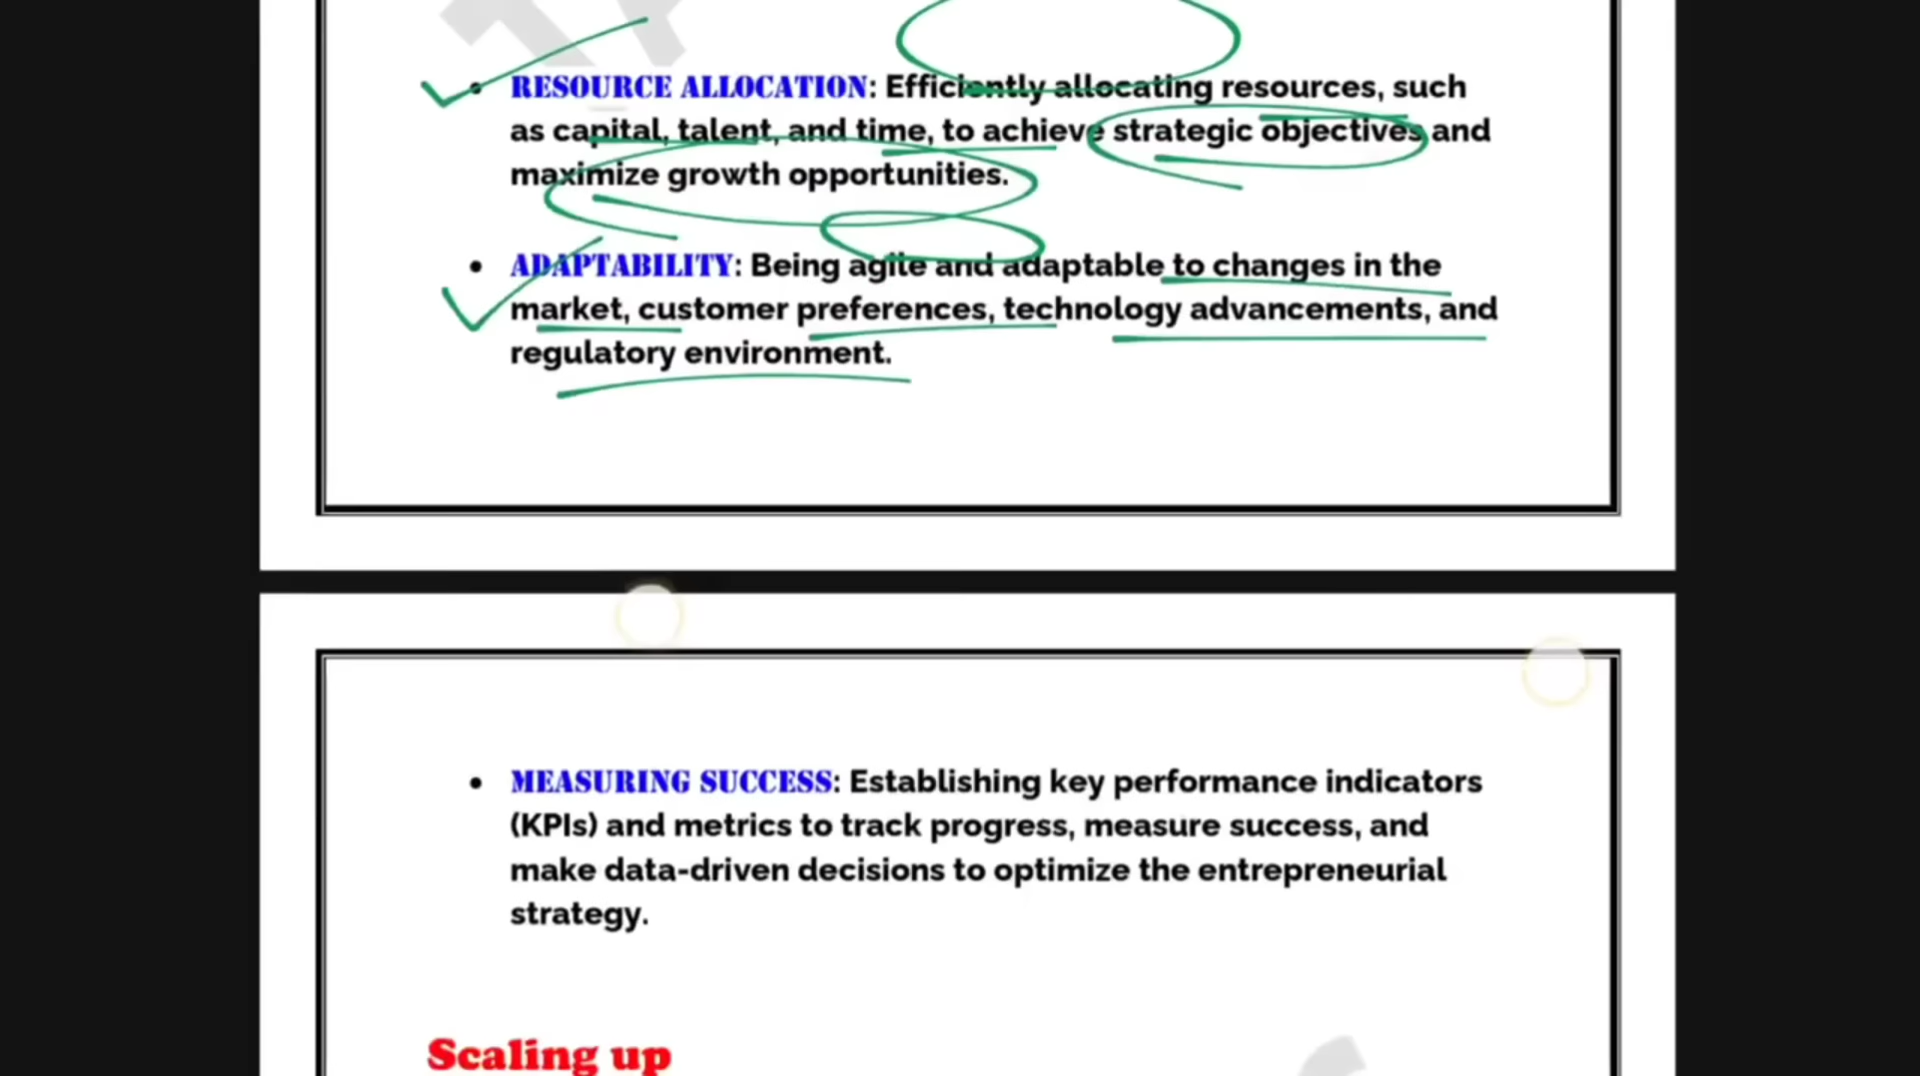 • RESOURCE ALLOCATION: Efficiently allocating resources, such
as capital, talent, and time, to achieve strategic objectives and
maximize growth opportunities.
• ADAPTABILITY: Being agile and adaptable to changes in the
market, customer preferences, technology advancements, and
regulatory environment.
• MEASURING SUCCESS: Establishing key performance indicators
(KPIs) and metrics to track progress, measure success, and
make data-driven decisions to optimize the entrepreneurial
strategy.
Scaling up